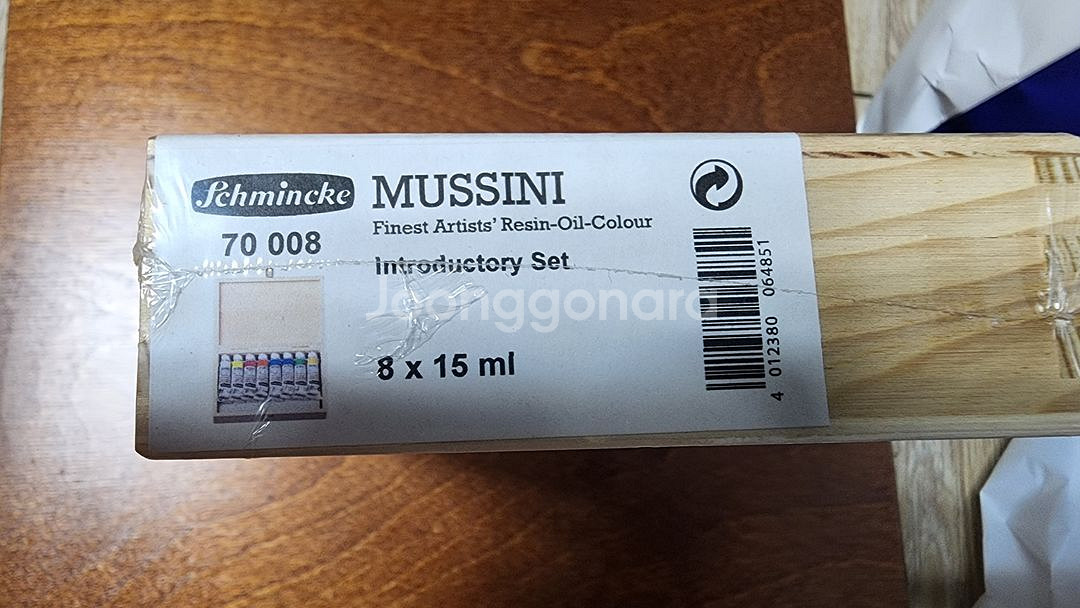 Schmincke
MUSSINI
Finest Artists' Resin-Oil-Colour
70 008
Introductory Set
Joonggonara
8 x 15 ml
4 012380 064851